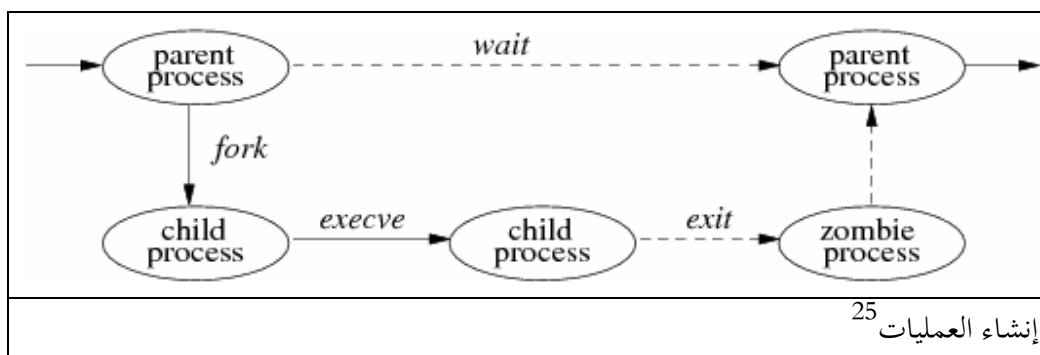 parent
process
wait
parent
process
fork
child
process
execve
child
process
exit
zombie
process
إنشاء العمليات25